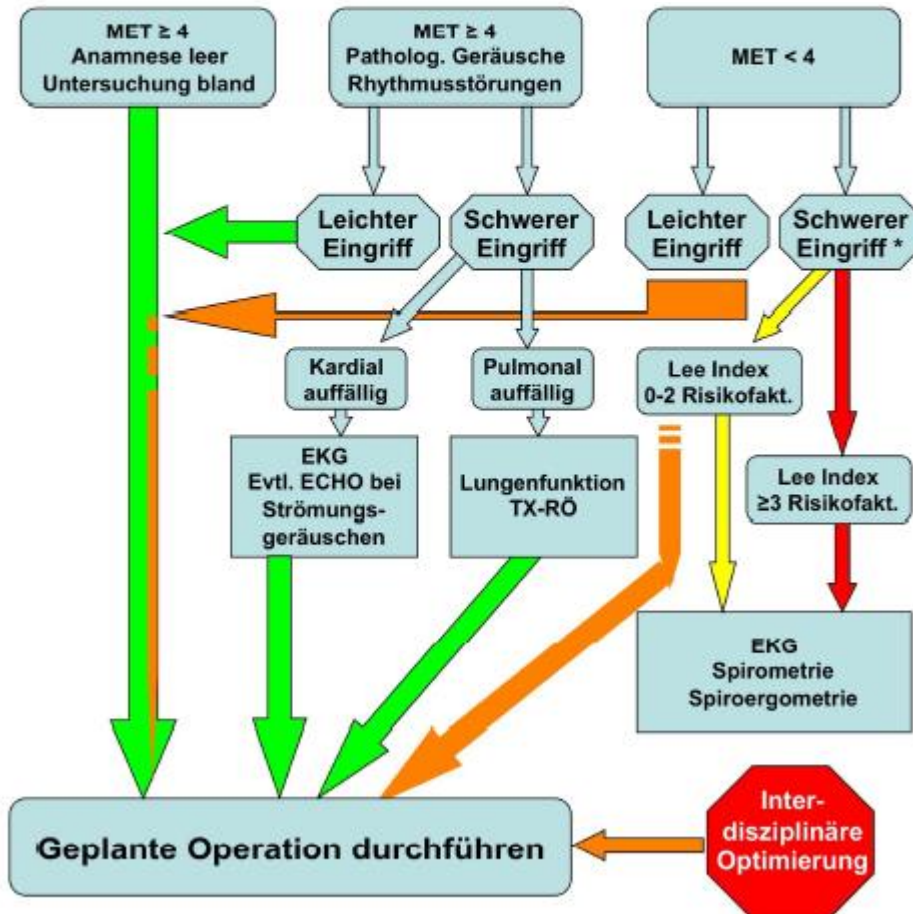 MET ≥ 4
Anamnese leer
Untersuchung bland
MET ≥ 4
Patholog. Geräusche
Rhythmusstörungen
MET < 4
Leichter
Eingriff
Schwerer
Eingriff
Leichter
Eingriff
Schwerer
Eingriff *
Kardial
auffällig
Pulmonal
auffällig
Lee Index
0-2 Risikofakt.
EKG
Evtl. ECHO bei
Strömungs-
geräuschen
Lungenfunktion
TX-RÖ
Lee Index
≥3 Risikofakt.
EKG
Spirometrie
Spiroergometrie
Geplante Operation durchführen
Inter-
disziplinäre
Optimierung